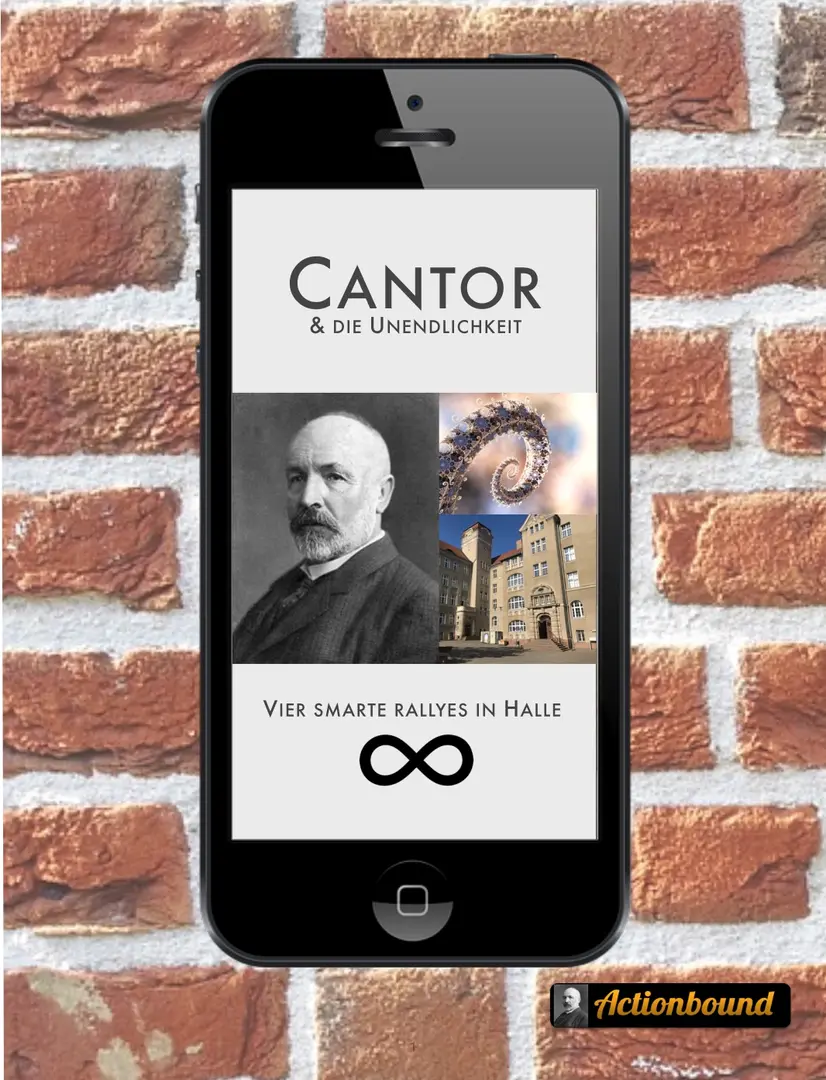 CANTOR
& DIE UNENDLICHKEIT
VIER SMARTE RALLYES IN HALLE
∞
Actionbound